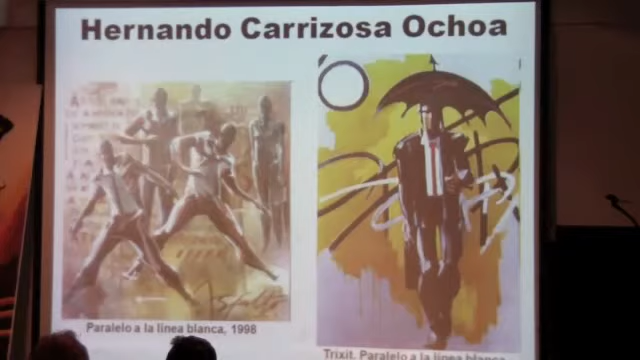 Hernando Carrizosa Ochoa
Paralelo a la línea blanca, 1998
Trixit. Paralelo a la línea blanca